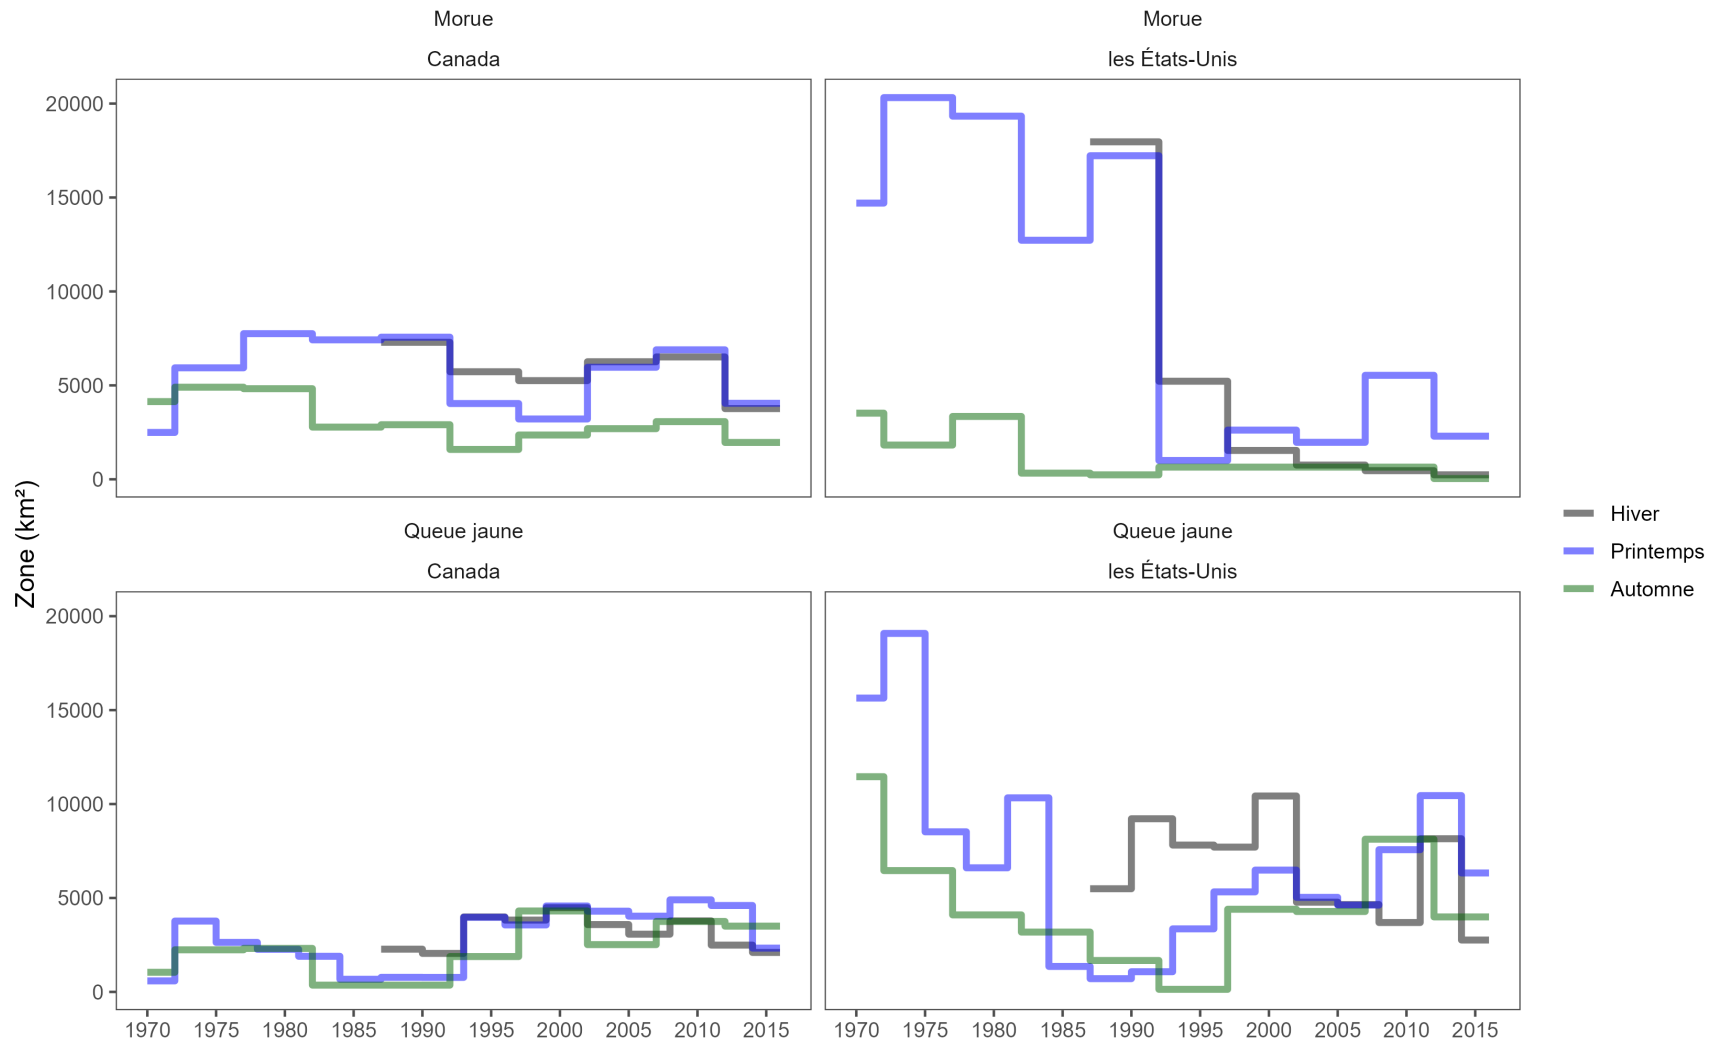 Morue
Morue
Canada
les États-Unis
20000
15000
10000
5000
0
Zone (km²)
Queue jaune
Queue jaune
Canada
les États-Unis
20000
15000
10000
5000
0
1970 1975 1980 1985 1990 1995 2000 2005 2010 2015
1970 1975 1980 1985 1990 1995 2000 2005 2010 2015
Hiver
Printemps
Automne